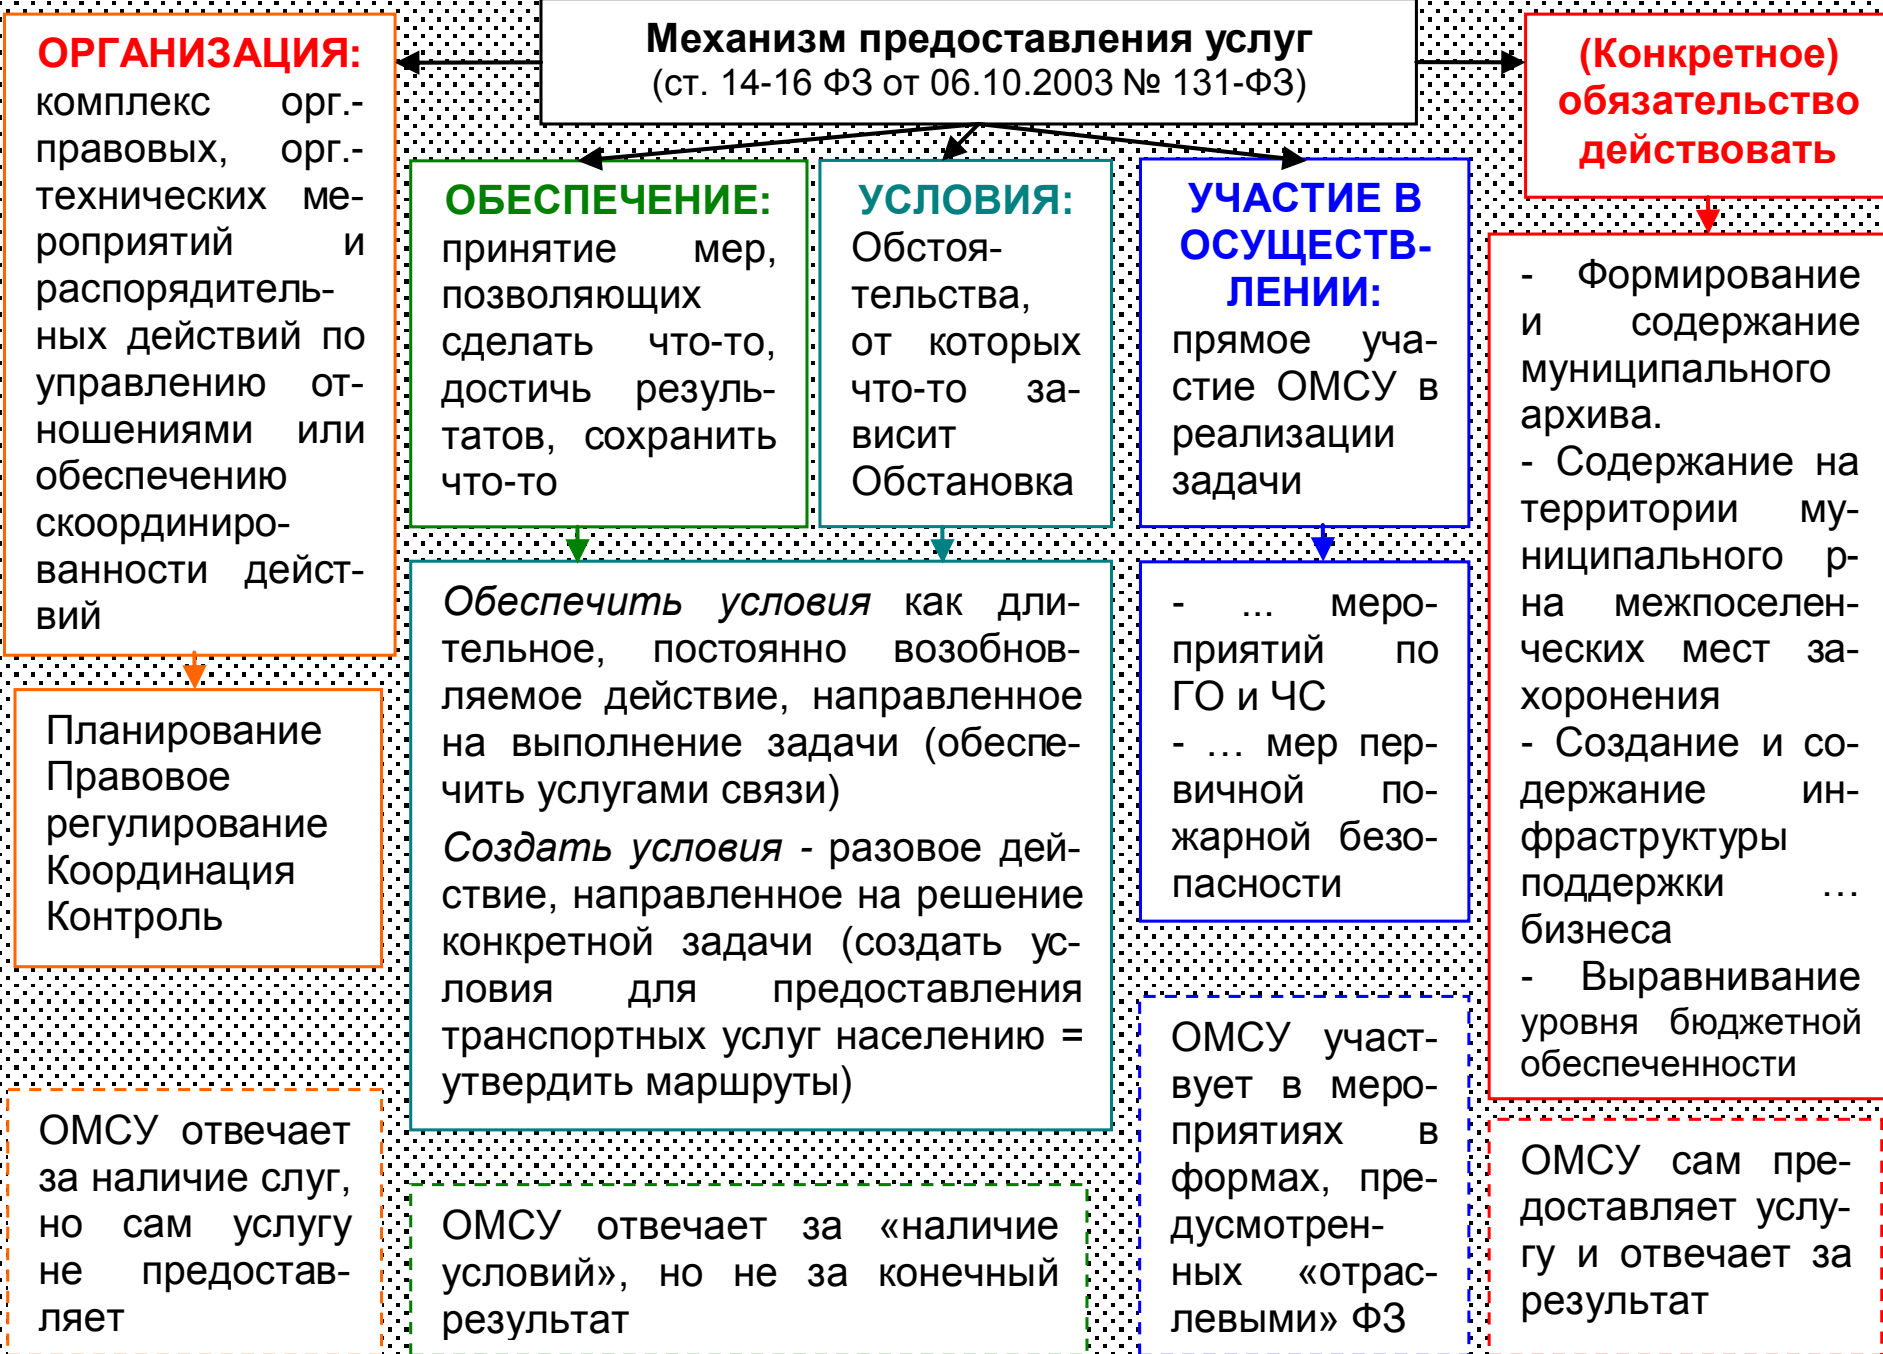 Механизм предоставления услуг
(ст. 14-16 ФЗ от 06.10.2003 № 131-ФЗ)
ОРГАНИЗАЦИЯ:
комплекс орг.-
правовых, орг.-
технических ме-
роприятий и
распорядитель-
ных действий по
управлению от-
ношениями или
обеспечению
скоординиро-
ванности дейст-
вий
Планирование
Правовое
регулирование
Координация
Контроль
ОМСУ отвечает
за наличие слуг,
но сам услугу
не предостав-
ляет
ОБЕСПЕЧЕНИЕ:
принятие мер,
позволяющих
сделать что-то,
достичь резуль-
татов, сохранить
что-то
УСЛОВИЯ:
Обстоя-
тельства,
от которых
что-то за-
висит
Обстановка
Обеспечить условия как дли-
тельное, постоянно возобнов-
ляемое действие, направленное
на выполнение задачи (обеспе-
чить услугами связи)
Создать условия - разовое дей-
ствие, направленное на решение
конкретной задачи (создать ус-
ловия для предоставления
транспортных услуг населению =
утвердить маршруты)
ОМСУ отвечает за «наличие
условий», но не за конечный
результат
УЧАСТИЕ В
ОСУЩЕСТВ-
ЛЕНИИ:
прямое уча-
стие ОМСУ в
реализации
задачи
- ... меро-
приятий по
ГО и ЧС
- … мер пер-
вичной по-
жарной безо-
пасности
ОМСУ участ-
вует в меро-
приятиях в
формах, пре-
дусмотрен-
ных «отрас-
левыми» ФЗ
(Конкретное)
обязательство
действовать
- Формирование
и содержание
муниципального
архива.
- Содержание на
территории му-
ниципального р-
на межпоселен-
ческих мест за-
хоронения
- Создание и со-
держание ин-
фраструктуры
поддержки …
бизнеса
- Выравнивание
уровня бюджетной
обеспеченности
ОМСУ сам пре-
доставляет услу-
гу и отвечает за
результат